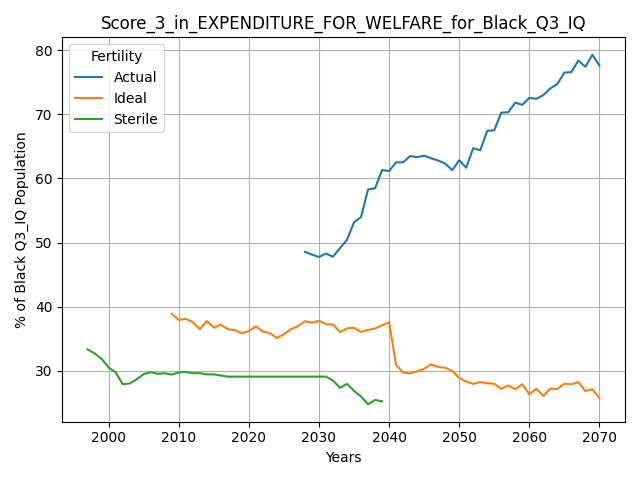 Score_3_in_EXPENDITURE_FOR_WELFARE_for_Black_Q3_IQ
Fertility
Actual
Ideal
Sterile
% of Black Q3_IQ Population
80
70
60
50
40
30
2000 2010 2020 2030 2040 2050 2060 2070
Years